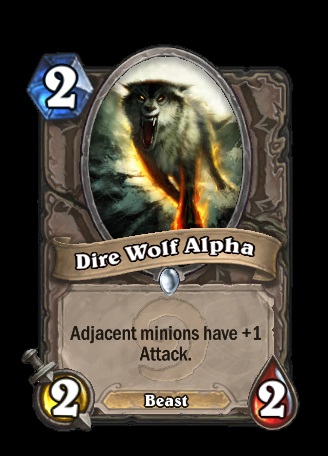 2
Dire Wolf Alpha
Adjacent minions have +1
Attack.
2
Beast
2